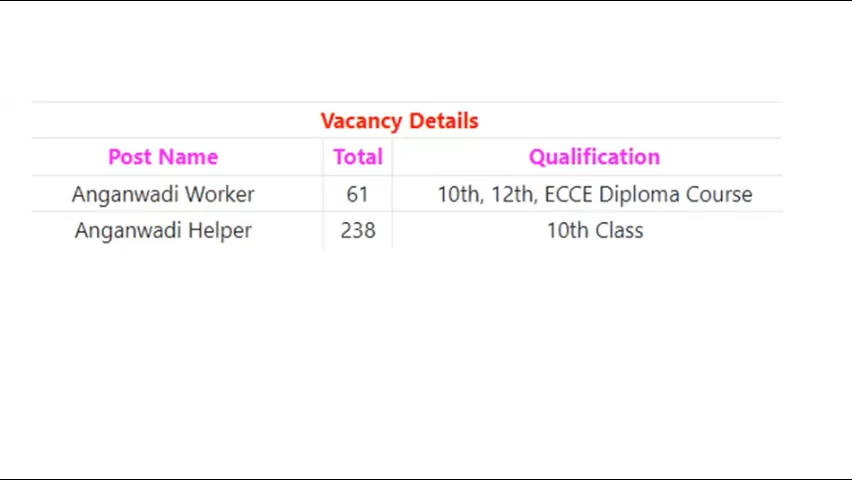 Vacancy Details
Post Name Total Qualification
Anganwadi Worker 61 10th, 12th, ECCE Diploma Course
Anganwadi Helper 238 10th Class